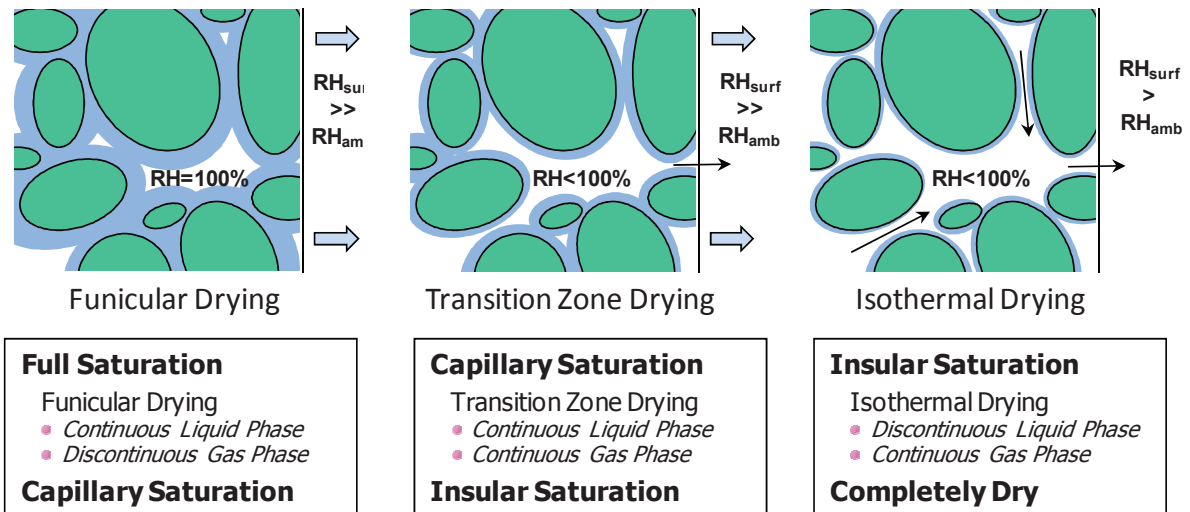 RHsur
>>
RHam
RH=100%
Funicular Drying
Full Saturation
Funicular Drying
Continuous Liquid Phase
Discontinuous Gas Phase
Capillary Saturation
RHsurf
>>
RHamb
RH<100%
Transition Zone Drying
Capillary Saturation
Transition Zone Drying
Continuous Liquid Phase
Continuous Gas Phase
Insular Saturation
RHsurf
>
RHamb
RH<100%
Isothermal Drying
Insular Saturation
Isothermal Drying
Discontinuous Liquid Phase
Continuous Gas Phase
Completely Dry